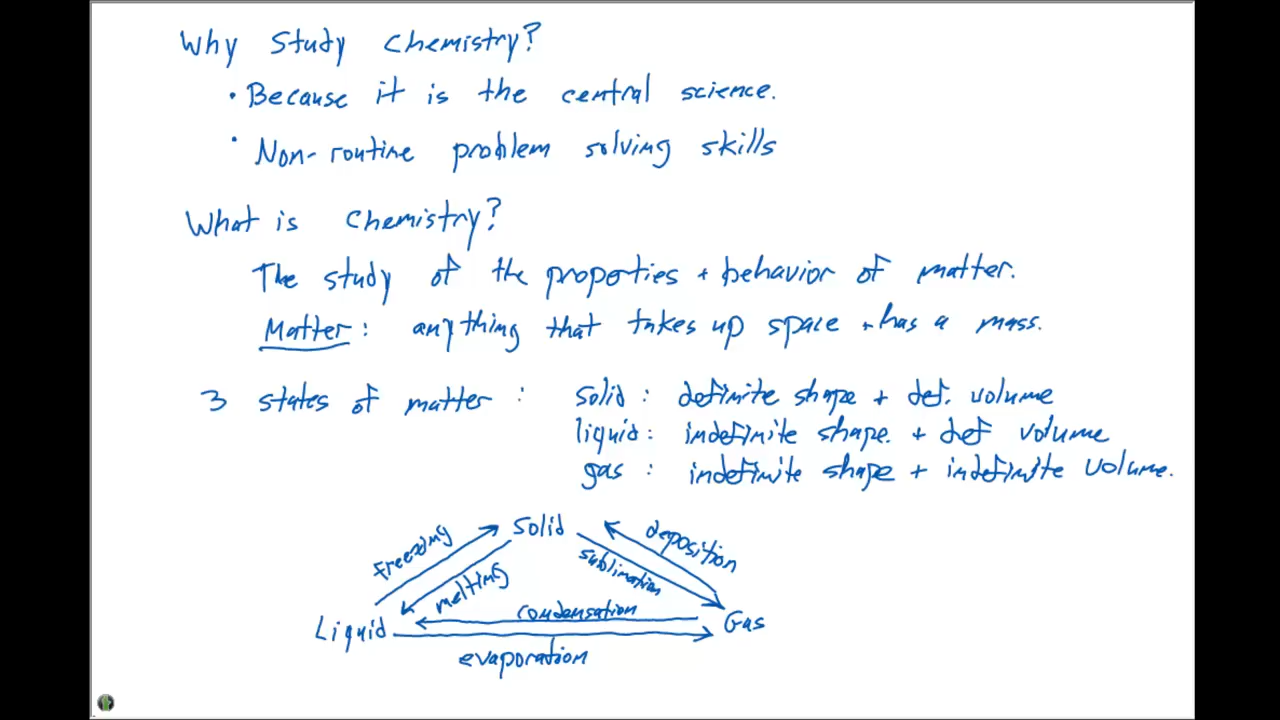 Why Study Chemistry?
• Because it is the central science.
• Non-routine problem solving skills
What is Chemistry?
The study of the properties + behavior of matter.
Matter: anything that takes up space + has a mass.
3 states of matter : solid : definite shape + def. volume
liquid : indefinite shape + def volume
gas : indefinite shape + indefinite volume.
freezing
Solid
deposition
melting
sublimation
condensation
Liquid
Gas
evaporation